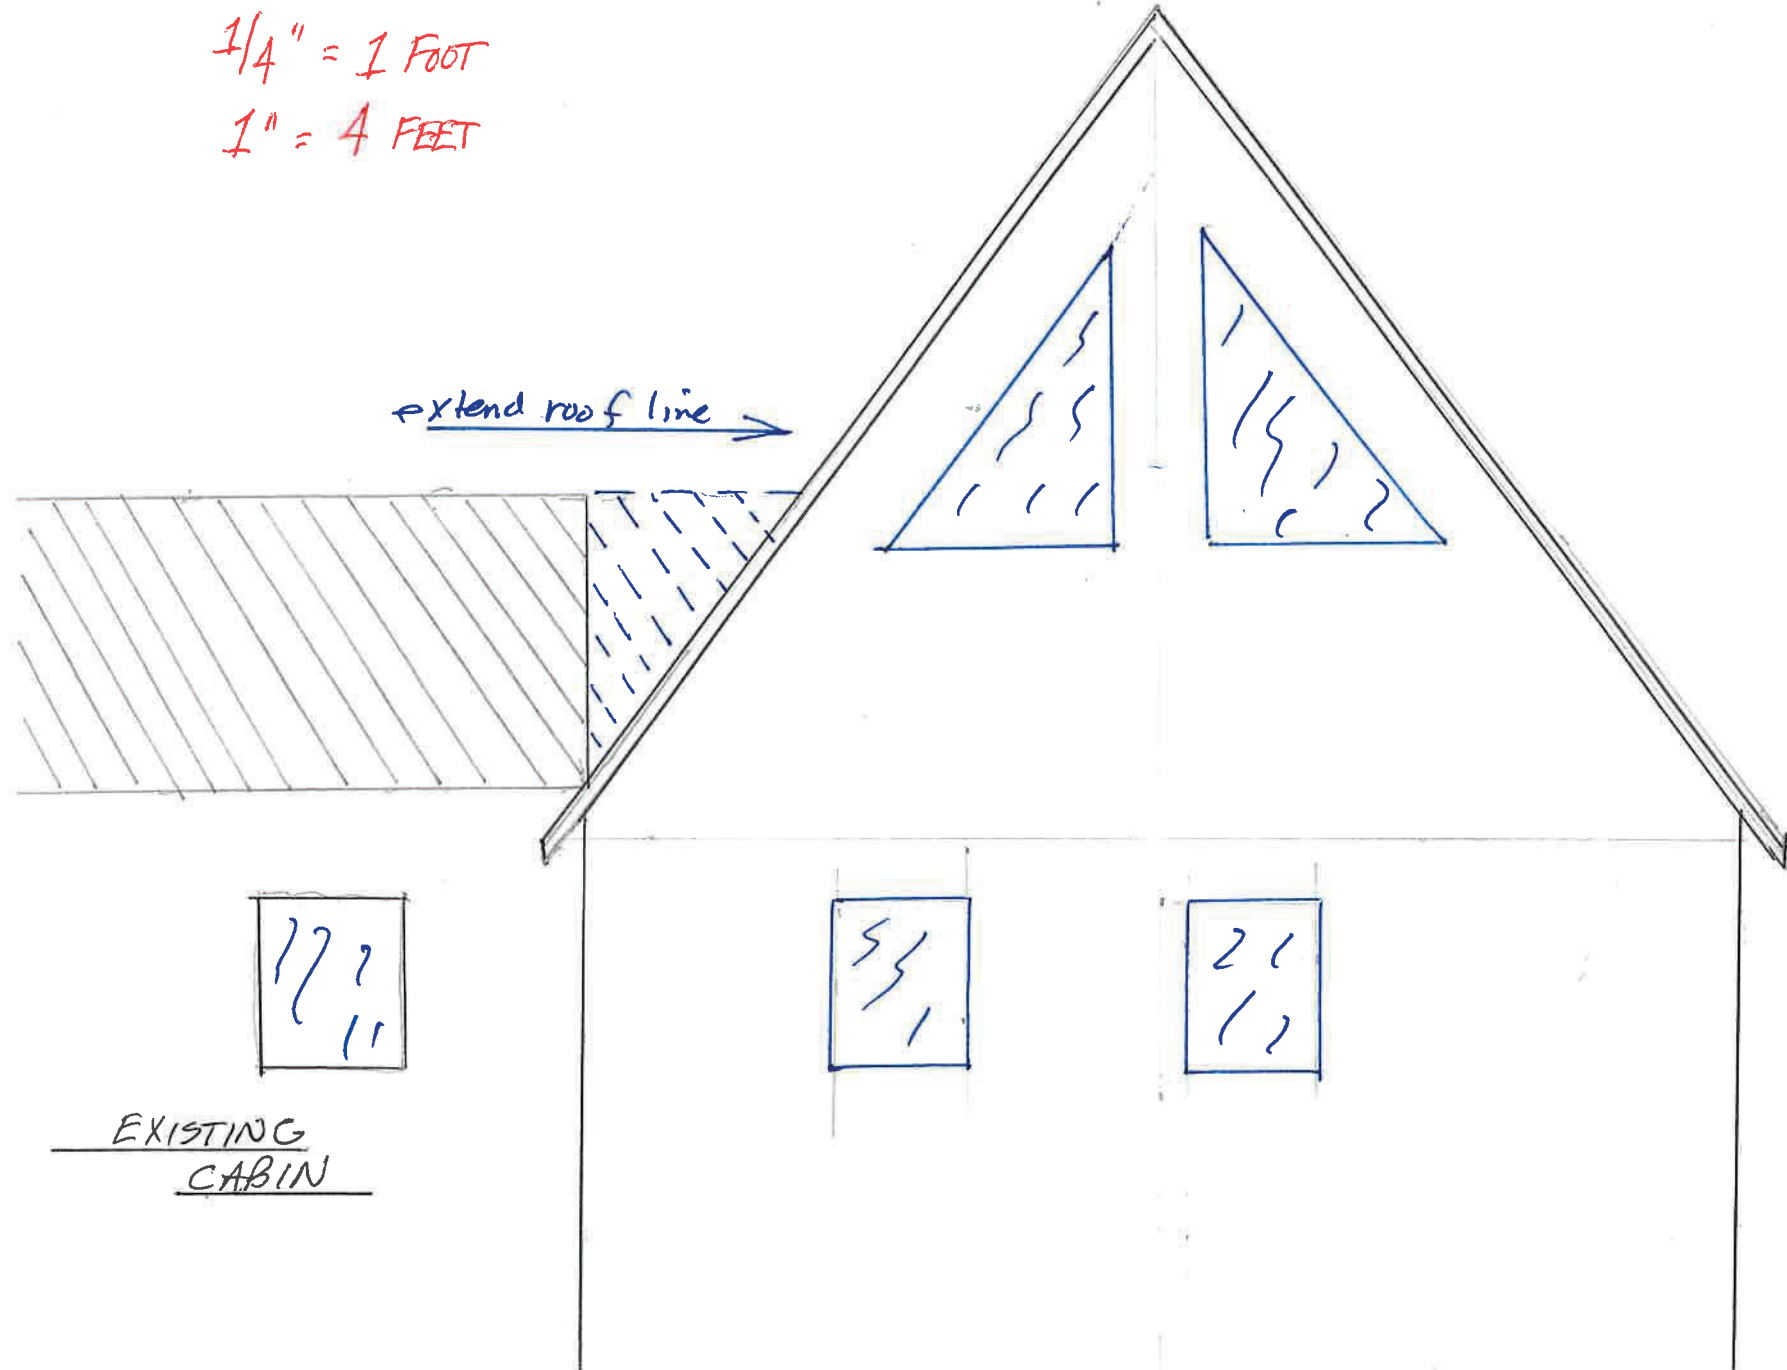 1/4" = 1 FOOT
1" = 4 FEET
extend roof line
EXISTING
CABIN